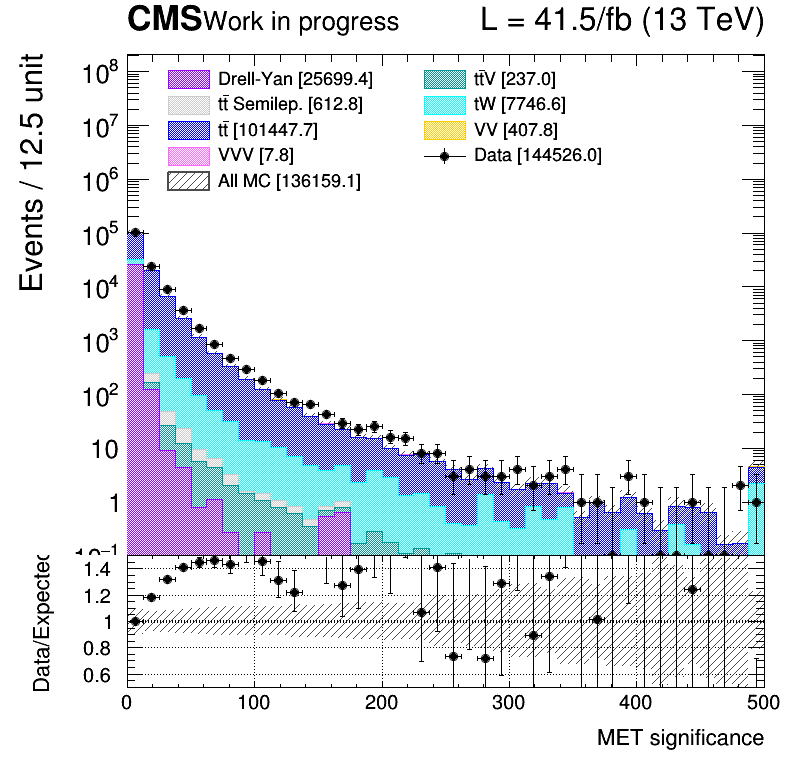 CMS Work in progress L = 41.5/fb (13 TeV)
Events / 12.5 unit
Drell-Yan [25699.4] tt̄V [237.0]
tt̄ Semilep. [612.8] tW [7746.6]
tt̄ [101447.7] VV [407.8]
VVV [7.8] Data [144526.0]
All MC [136159.1]
10⁸
10⁷
10⁶
10⁵
10⁴
10³
10²
10
1
10⁻¹
Data/Expected
1.4
1.2
1
0.8
0.6
0 100 200 300 400 500
MET significance